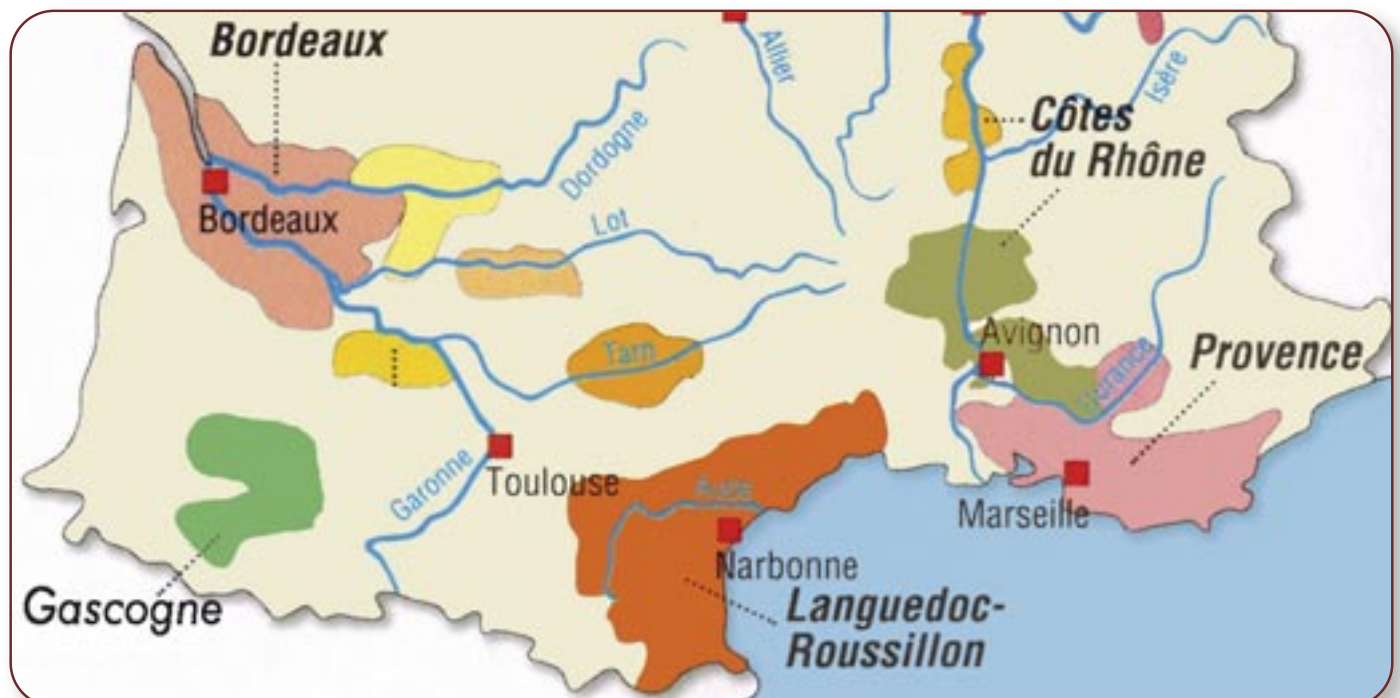 Bordeaux
Allier
Isère
Côtes
du Rhône
Dordogne
Bordeaux
Lot
Avignon
Provence
Tarn
Durance
Garonne
Toulouse
Aude
Marseille
Narbonne
Gascogne
Languedoc-
Roussillon